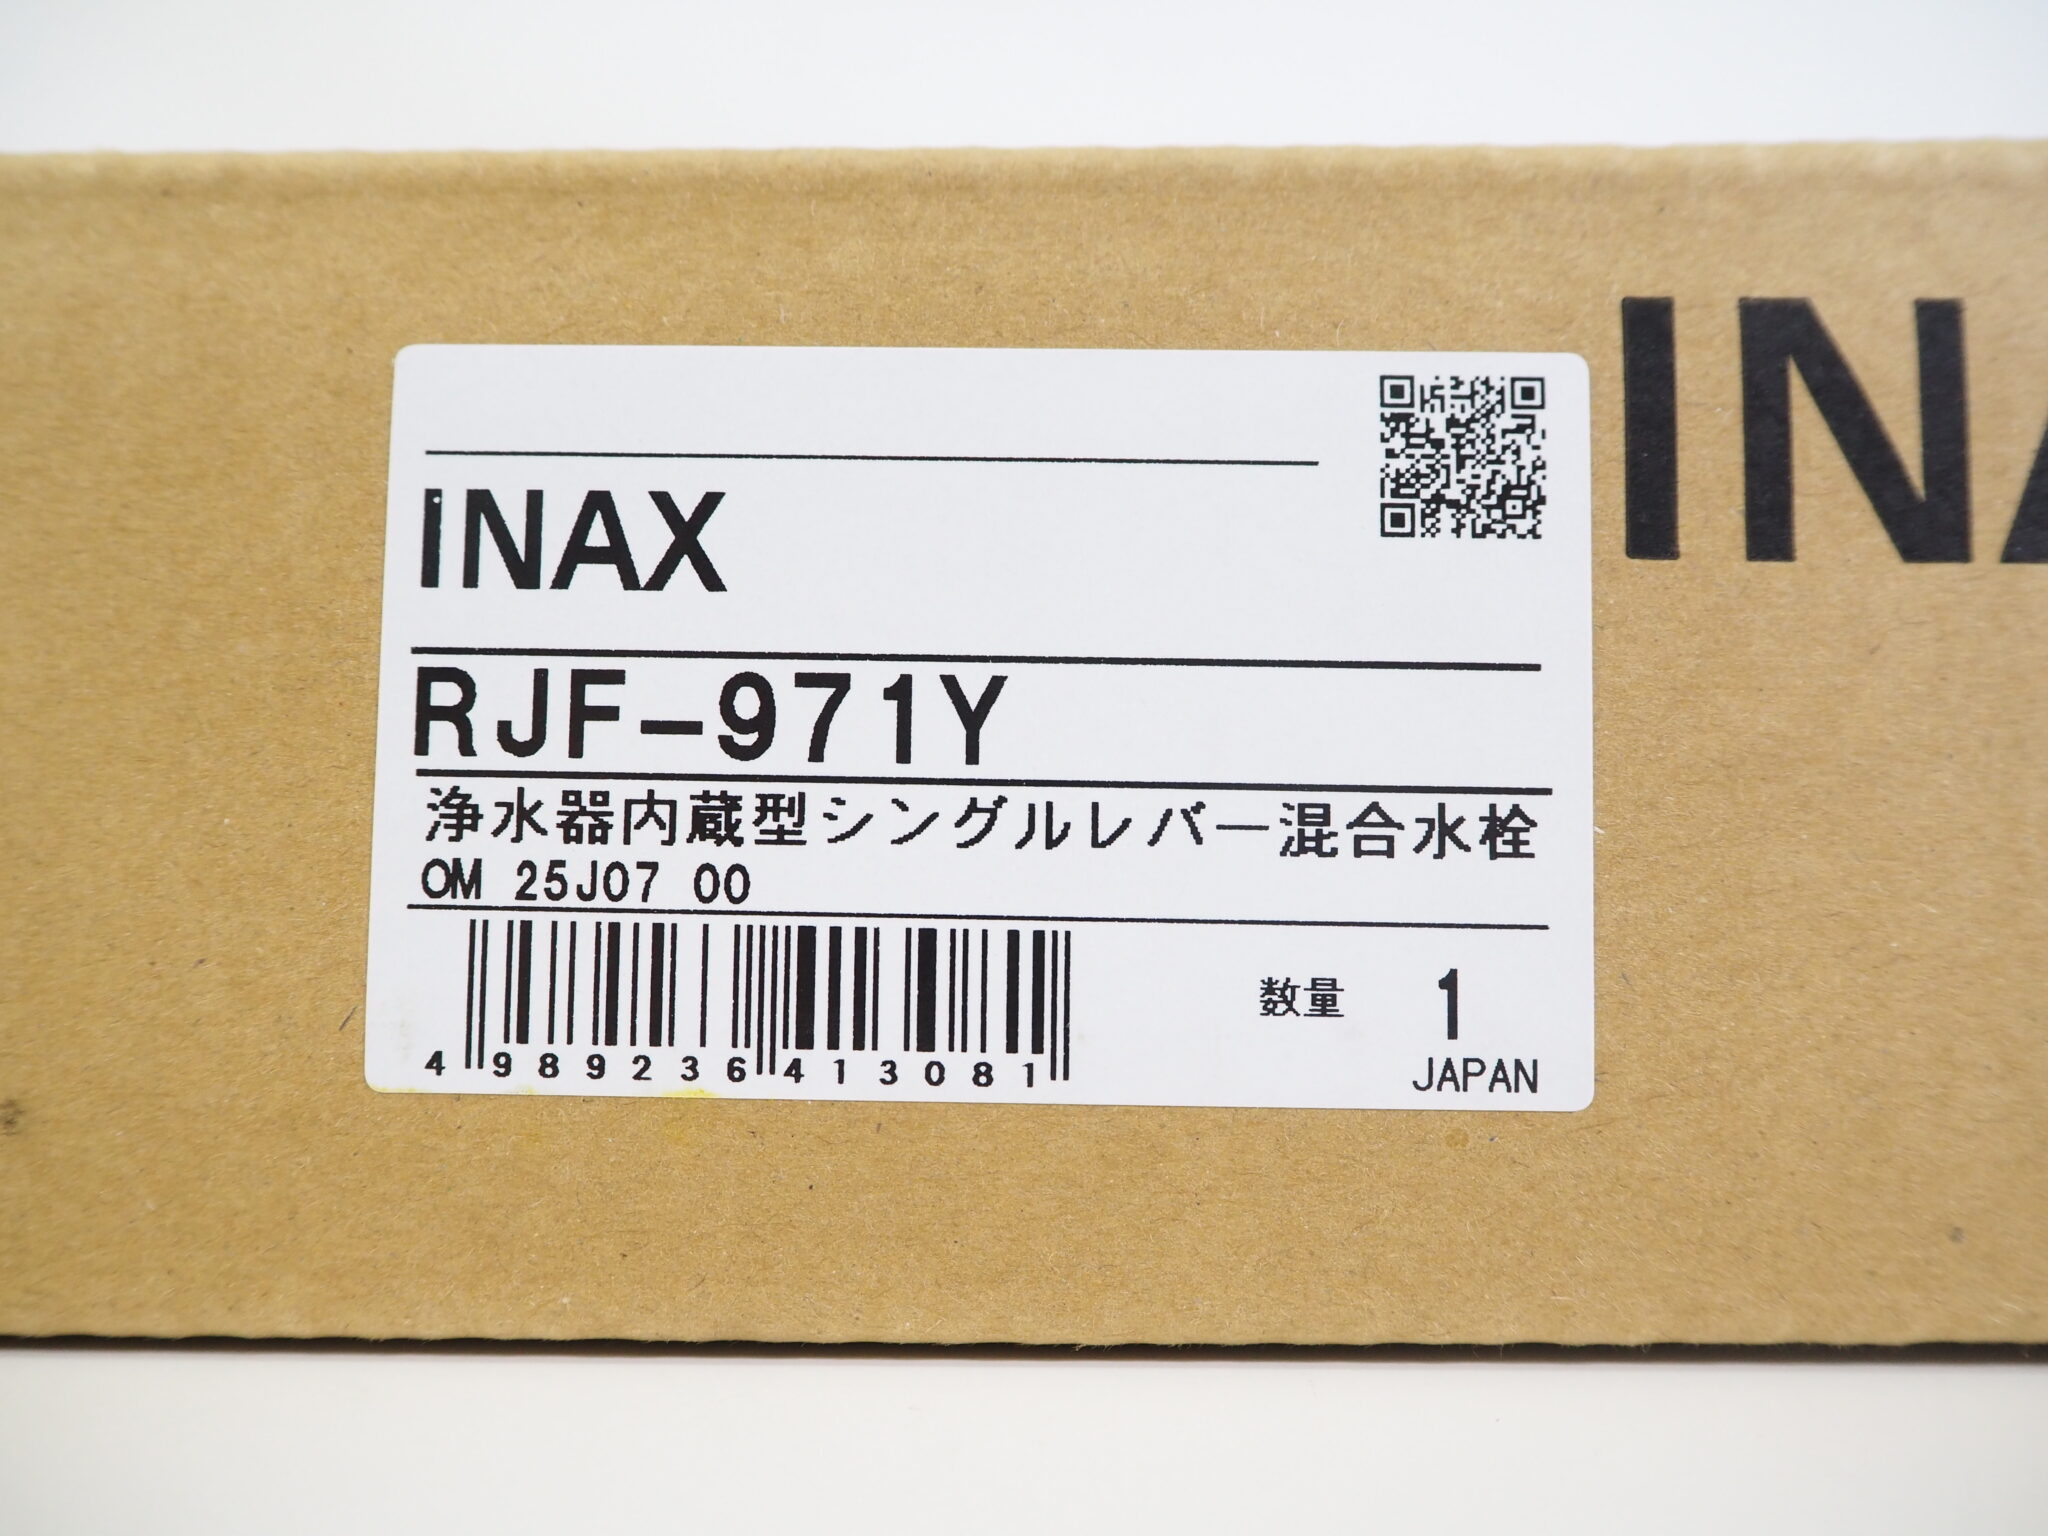 INAX
RJF-971Y
浄水器内蔵型シングルレバー混合水栓
OM 25J07 00
4 989236 413081
数量 1
JAPAN
INA